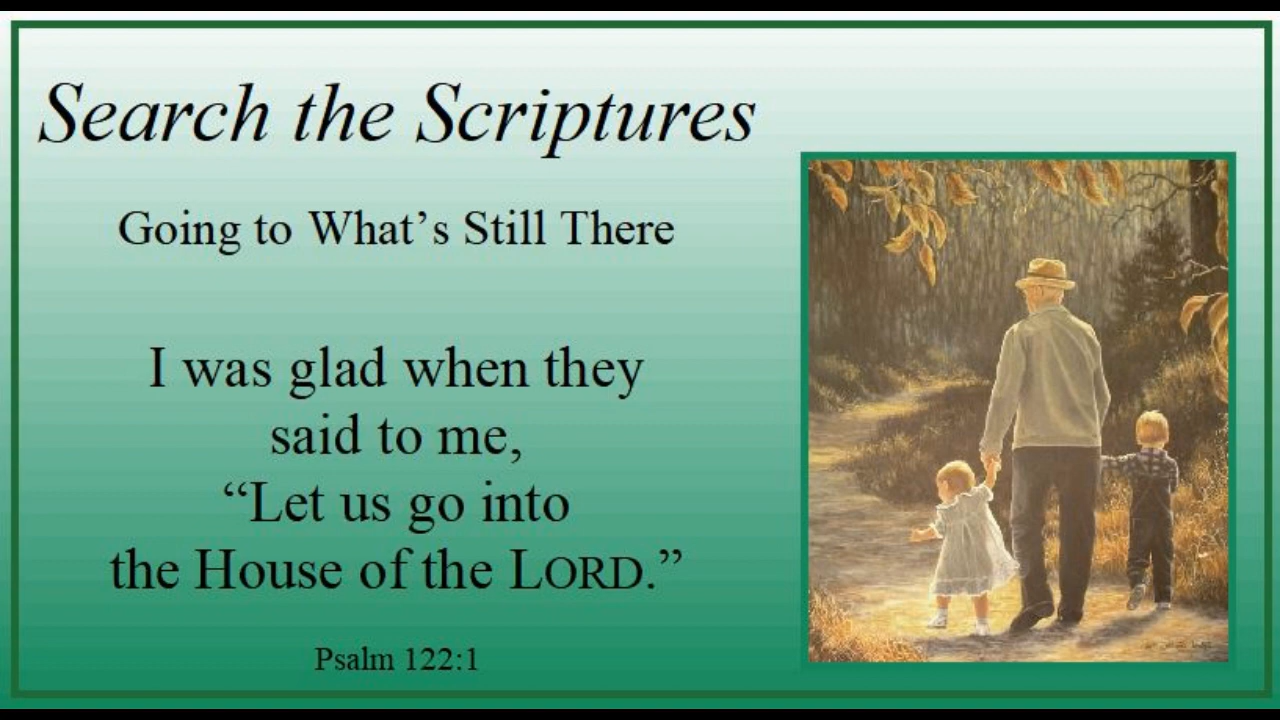 Search the Scriptures
Going to What’s Still There
I was glad when they
said to me,
“Let us go into
the House of the LORD.”
Psalm 122:1